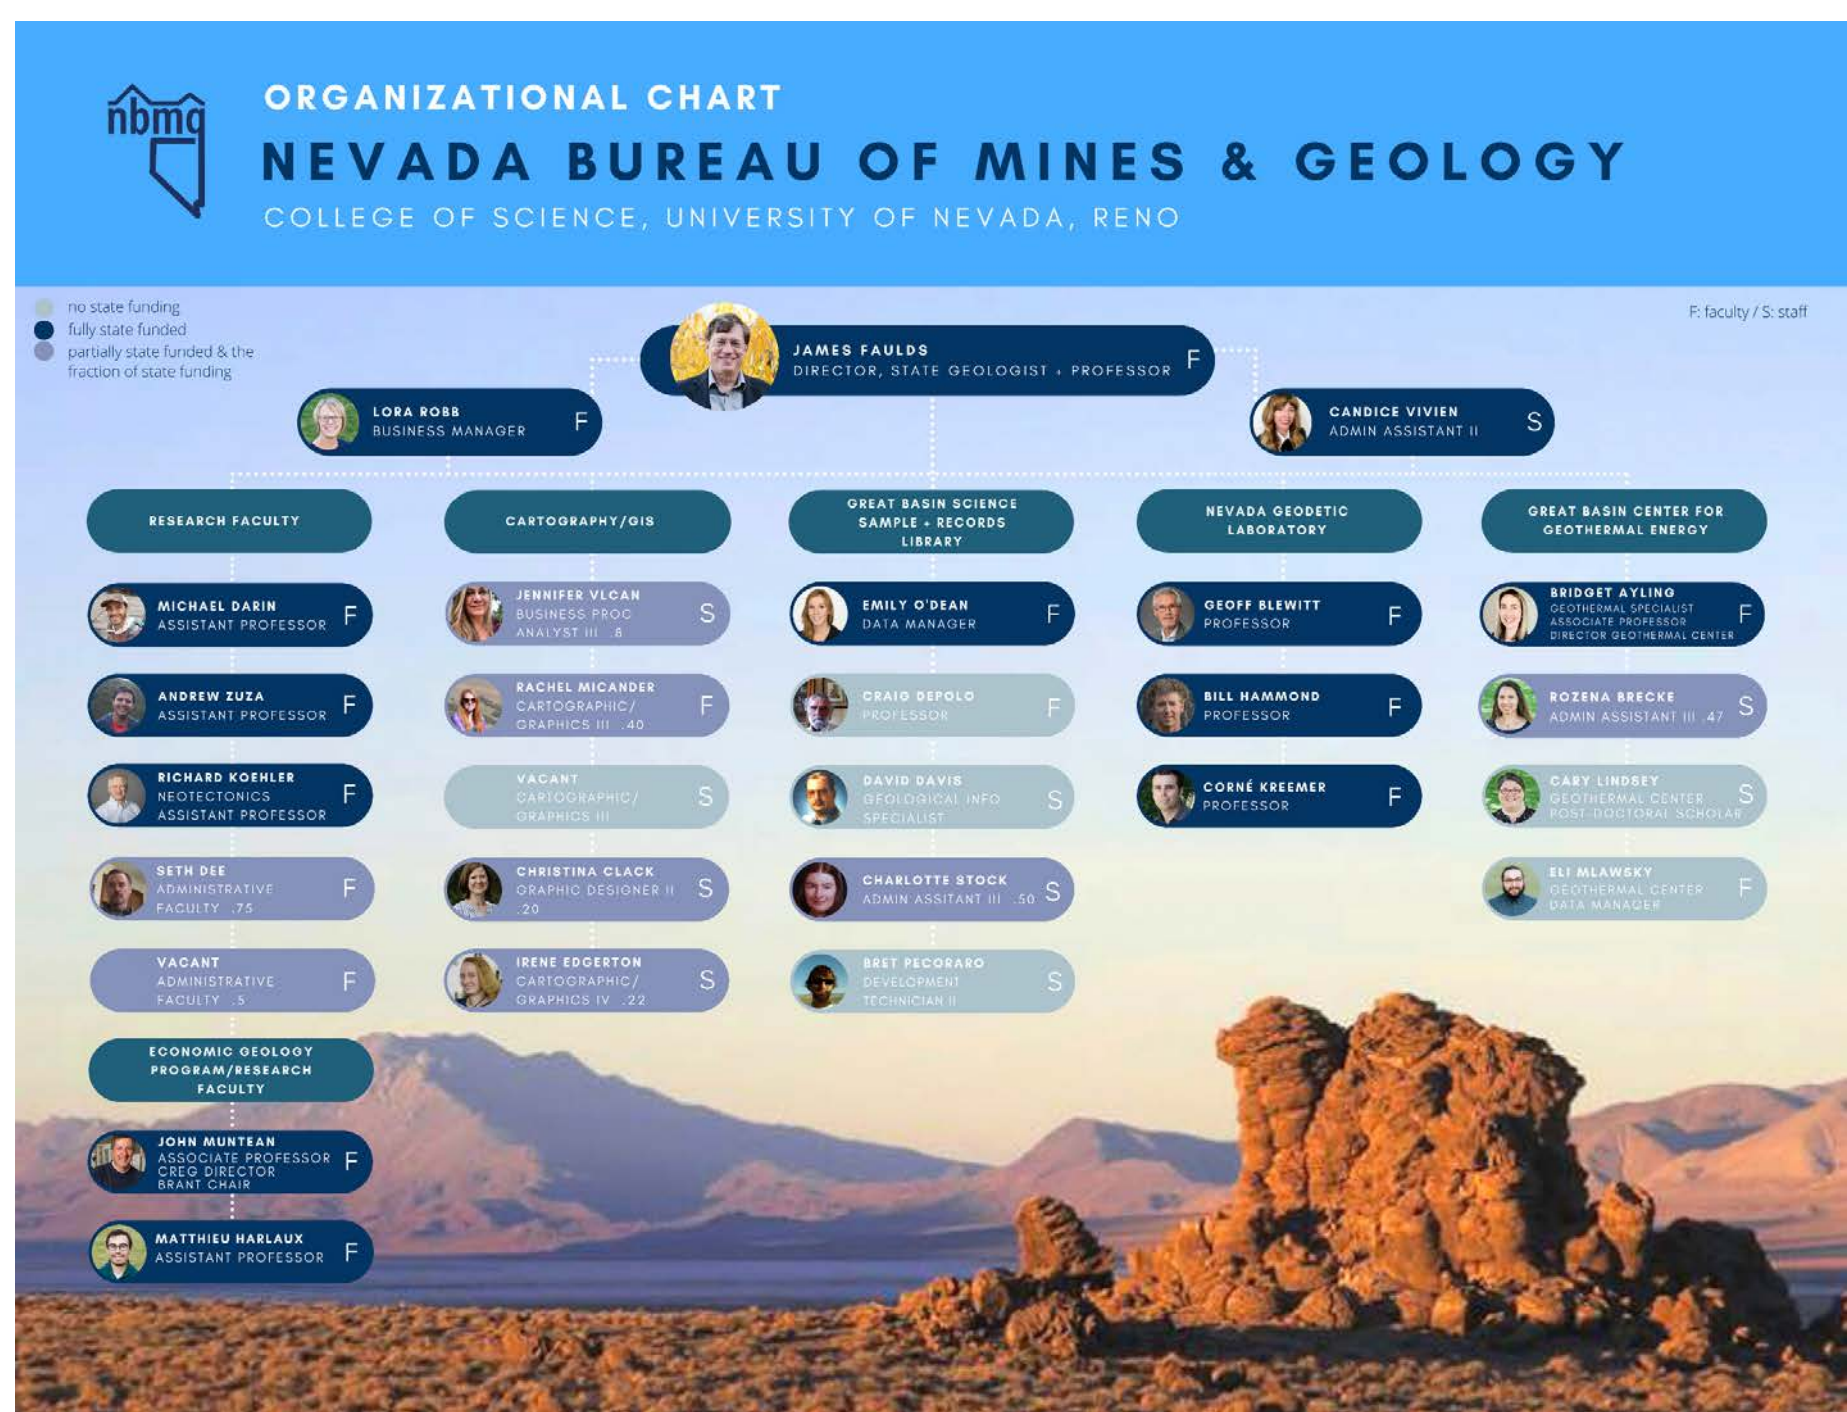 nbmg
ORGANIZATIONAL CHART
NEVADA BUREAU OF MINES & GEOLOGY
COLLEGE OF SCIENCE, UNIVERSITY OF NEVADA, RENO
no state funding
fully state funded
partially state funded & the
fraction of state funding
F: faculty / S: staff
JAMES FAULDS
DIRECTOR, STATE GEOLOGIST + PROFESSOR
F
LORA ROBB
BUSINESS MANAGER
F
CANDICE VIVIEN
ADMIN ASSISTANT II
S
RESEARCH FACULTY
MICHAEL DARIN
ASSISTANT PROFESSOR
F
ANDREW ZUZA
ASSISTANT PROFESSOR
F
RICHARD KOEHLER
NEOTECTONICS
ASSISTANT PROFESSOR
F
SETH DEE
ADMINISTRATIVE
FACULTY .75
F
VACANT
ADMINISTRATIVE
FACULTY .5
F
ECONOMIC GEOLOGY
PROGRAM/RESEARCH
FACULTY
JOHN MUNTEAN
ASSOCIATE PROFESSOR
CREG DIRECTOR
BRANT CHAIR
F
MATTHIEU HARLAUX
ASSISTANT PROFESSOR
F
CARTOGRAPHY/GIS
JENNIFER VLCAN
BUSINESS PROC
ANALYST III .8
S
RACHEL MICANDER
CARTOGRAPHIC/
GRAPHICS III .40
F
VACANT
CARTOGRAPHIC/
GRAPHICS III
S
CHRISTINA CLACK
GRAPHIC DESIGNER II
.20
S
IRENE EDGERTON
CARTOGRAPHIC/
GRAPHICS IV .22
S
GREAT BASIN SCIENCE
SAMPLE + RECORDS
LIBRARY
EMILY O'DEAN
DATA MANAGER
F
CRAIG DEPOLO
PROFESSOR
F
DAVID DAVIS
GEOLOGICAL INFO
SPECIALIST
S
CHARLOTTE STOCK
ADMIN ASSITANT III .50
S
BRET PECORARO
DEVELOPMENT
TECHNICIAN II
S
NEVADA GEODETIC
LABORATORY
GEOFF BLEWITT
PROFESSOR
F
BILL HAMMOND
PROFESSOR
F
CORNÉ KREEMER
PROFESSOR
F
GREAT BASIN CENTER FOR
GEOTHERMAL ENERGY
BRIDGET AYLING
GEOTHERMAL SPECIALIST
ASSOCIATE PROFESSOR
DIRECTOR GEOTHERMAL CENTER
F
ROZENA BRECKE
ADMIN ASSISTANT III .47
S
CARY LINDSEY
GEOTHERMAL CENTER
POST-DOCTORAL SCHOLAR
S
ELI MLAWSKY
GEOTHERMAL CENTER
DATA MANAGER
F